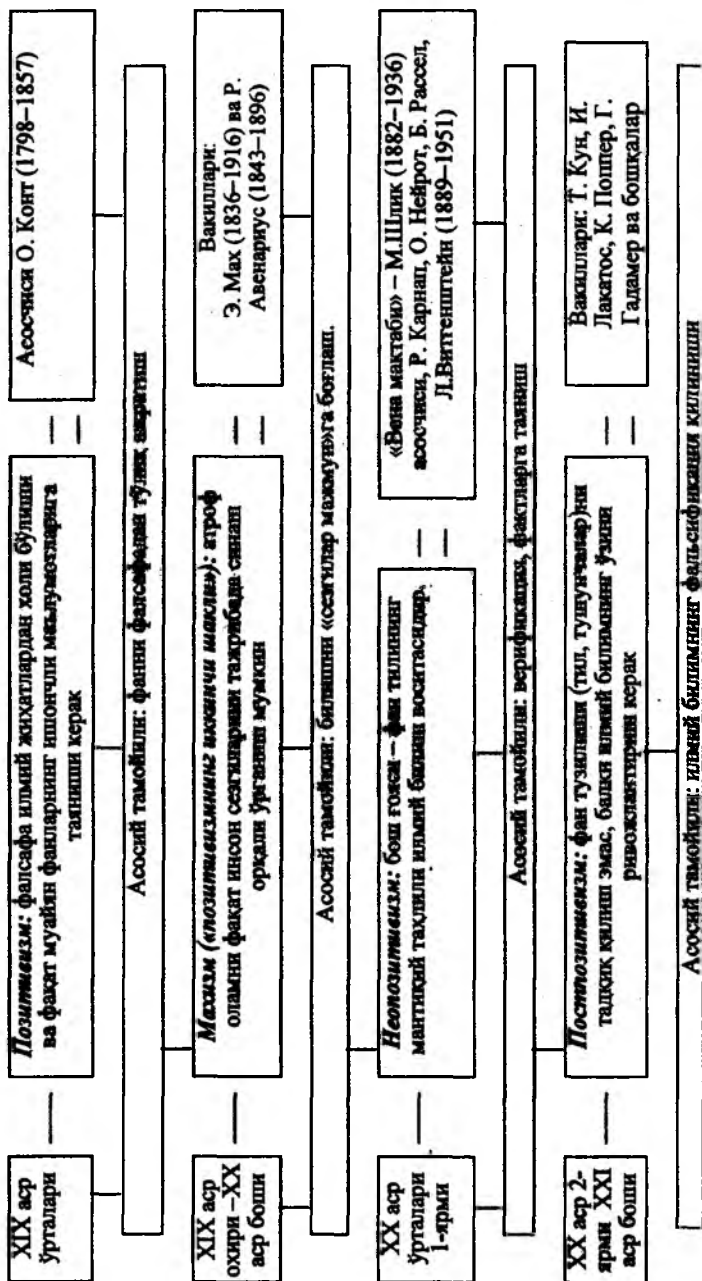 XIX аср
ўрталари
Позитивизм: фалсафа илмий жиҳатлардан холи бўлиши
ва фақат муайян фанларнинг ишончли маълумотларига
таяниши керак
Асосчиси О. Конт (1798–1857)
Асосий тамойили: фанни фалсафадан тўлиқ ажратиш
XIX аср
охири –XX
аср боши
Махизм («позитивизмнинг иккинчи шакли»): атроф
оламни фақат инсон сезгиларини тажрибада синаш
орқали ўрганиш мумкин
Вакиллари:
Э. Мах (1836–1916) ва Р.
Авенариус (1843–1896)
Асосий тамойили: билишни «сезгилар мажмуи»га боғлаш.
XX аср
ўрталари
1-ярми
Неопозитивизм: бош ғояси – фан тилининг
мантиқий таҳлили илмий билиш воситасидир.
«Вена мактаби» – М.Шлик (1882–1936)
асосчиси, Р. Карнап, О. Нейрот, Б. Рассел,
Л.Витгенштейн (1889–1951)
Асосий тамойили: верификация, фактларга таяниш
XX аср 2-
ярми XXI
аср боши
Постпозитивизм: фан тузилиши (тил, тушунчалар)ни
тадқиқ қилиш эмас, балки илмий билимнинг ўзини
ривожлантириш керак
Вакиллари: Т. Кун, И.
Лакатос, К. Поппер, Г.
Гадамер ва бошқалар
Асосий тамойили: илмий билимнинг фальсификация қилиниши